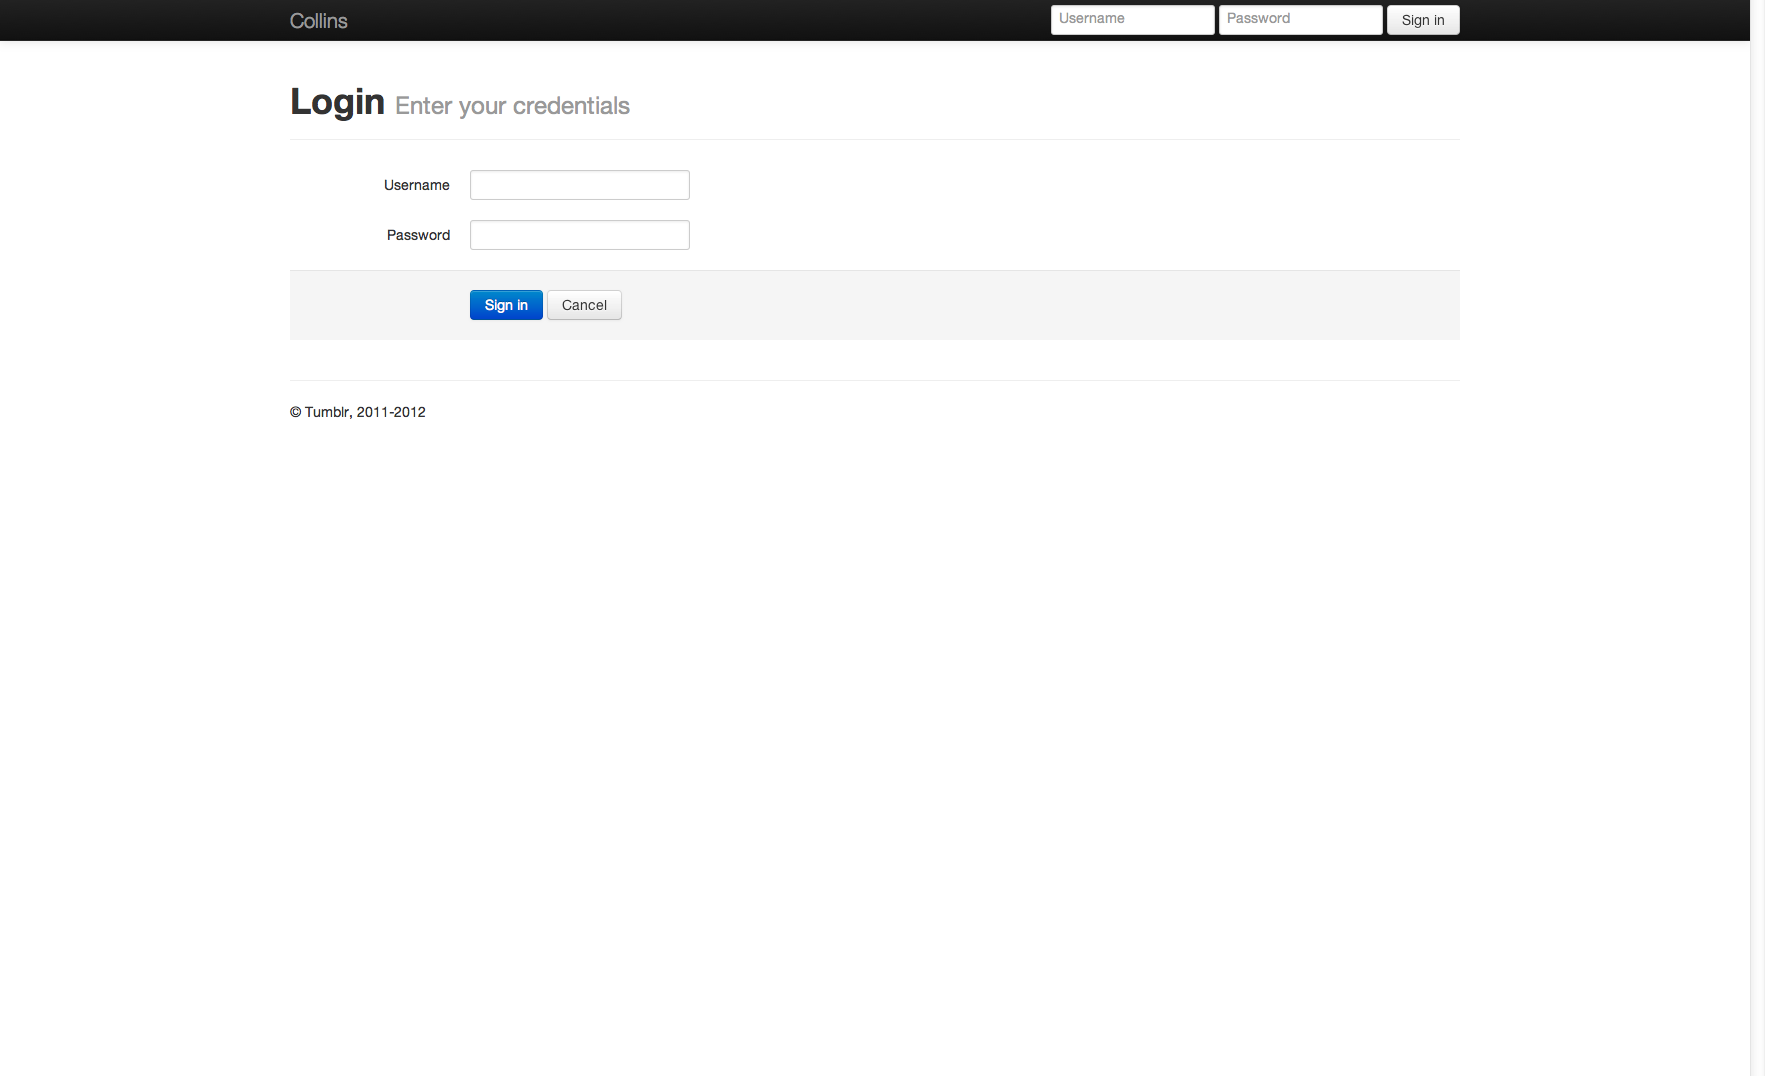 Collins Username Password Sign in
Login Enter your credentials
Username
Password
Sign in Cancel
© Tumblr, 2011-2012